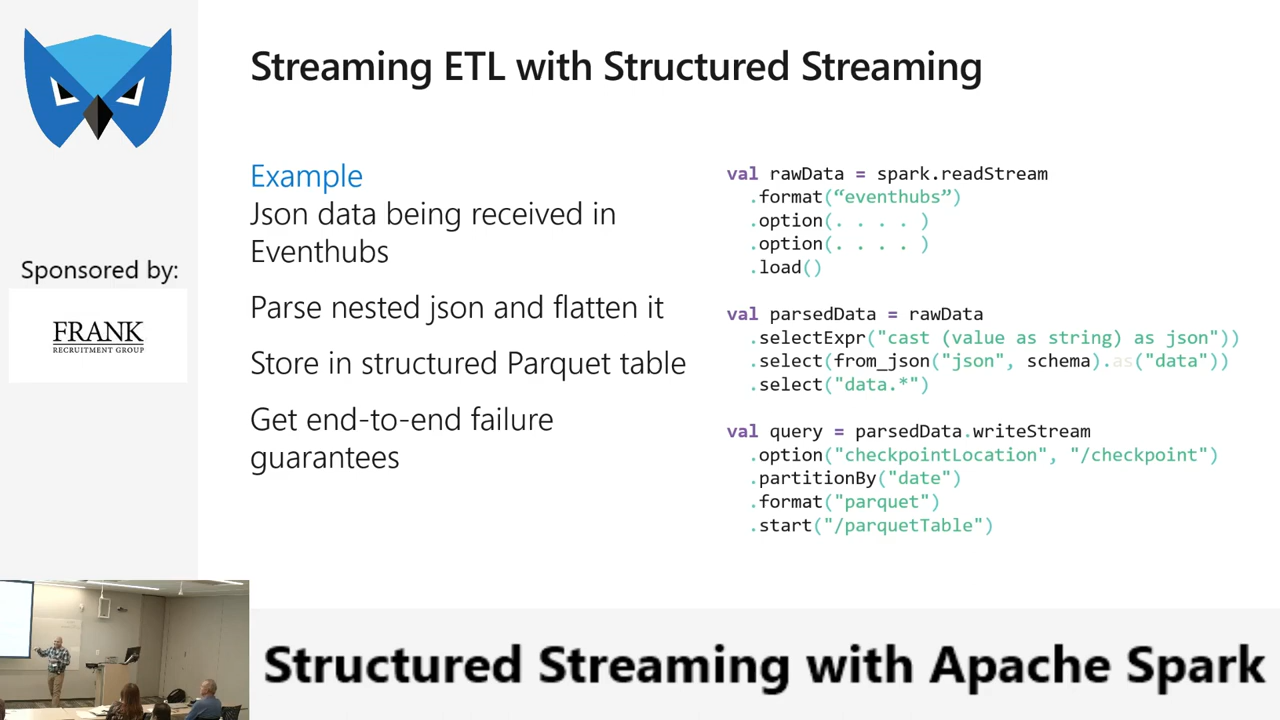 Streaming ETL with Structured Streaming
Example
Json data being received in
Eventhubs
Parse nested json and flatten it
Store in structured Parquet table
Get end-to-end failure
guarantees
val rawData = spark.readStream
.format(“eventhubs”)
.option(. . . . )
.option(. . . . )
.load()
val parsedData = rawData
.selectExpr("cast (value as string) as json"))
.select(from_json("json", schema).as("data"))
.select("data.*")
val query = parsedData.writeStream
.option("checkpointLocation", "/checkpoint")
.partitionBy("date")
.format("parquet")
.start("/parquetTable")
Sponsored by:
FRANK
RECRUITMENT GROUP
Structured Streaming with Apache Spark